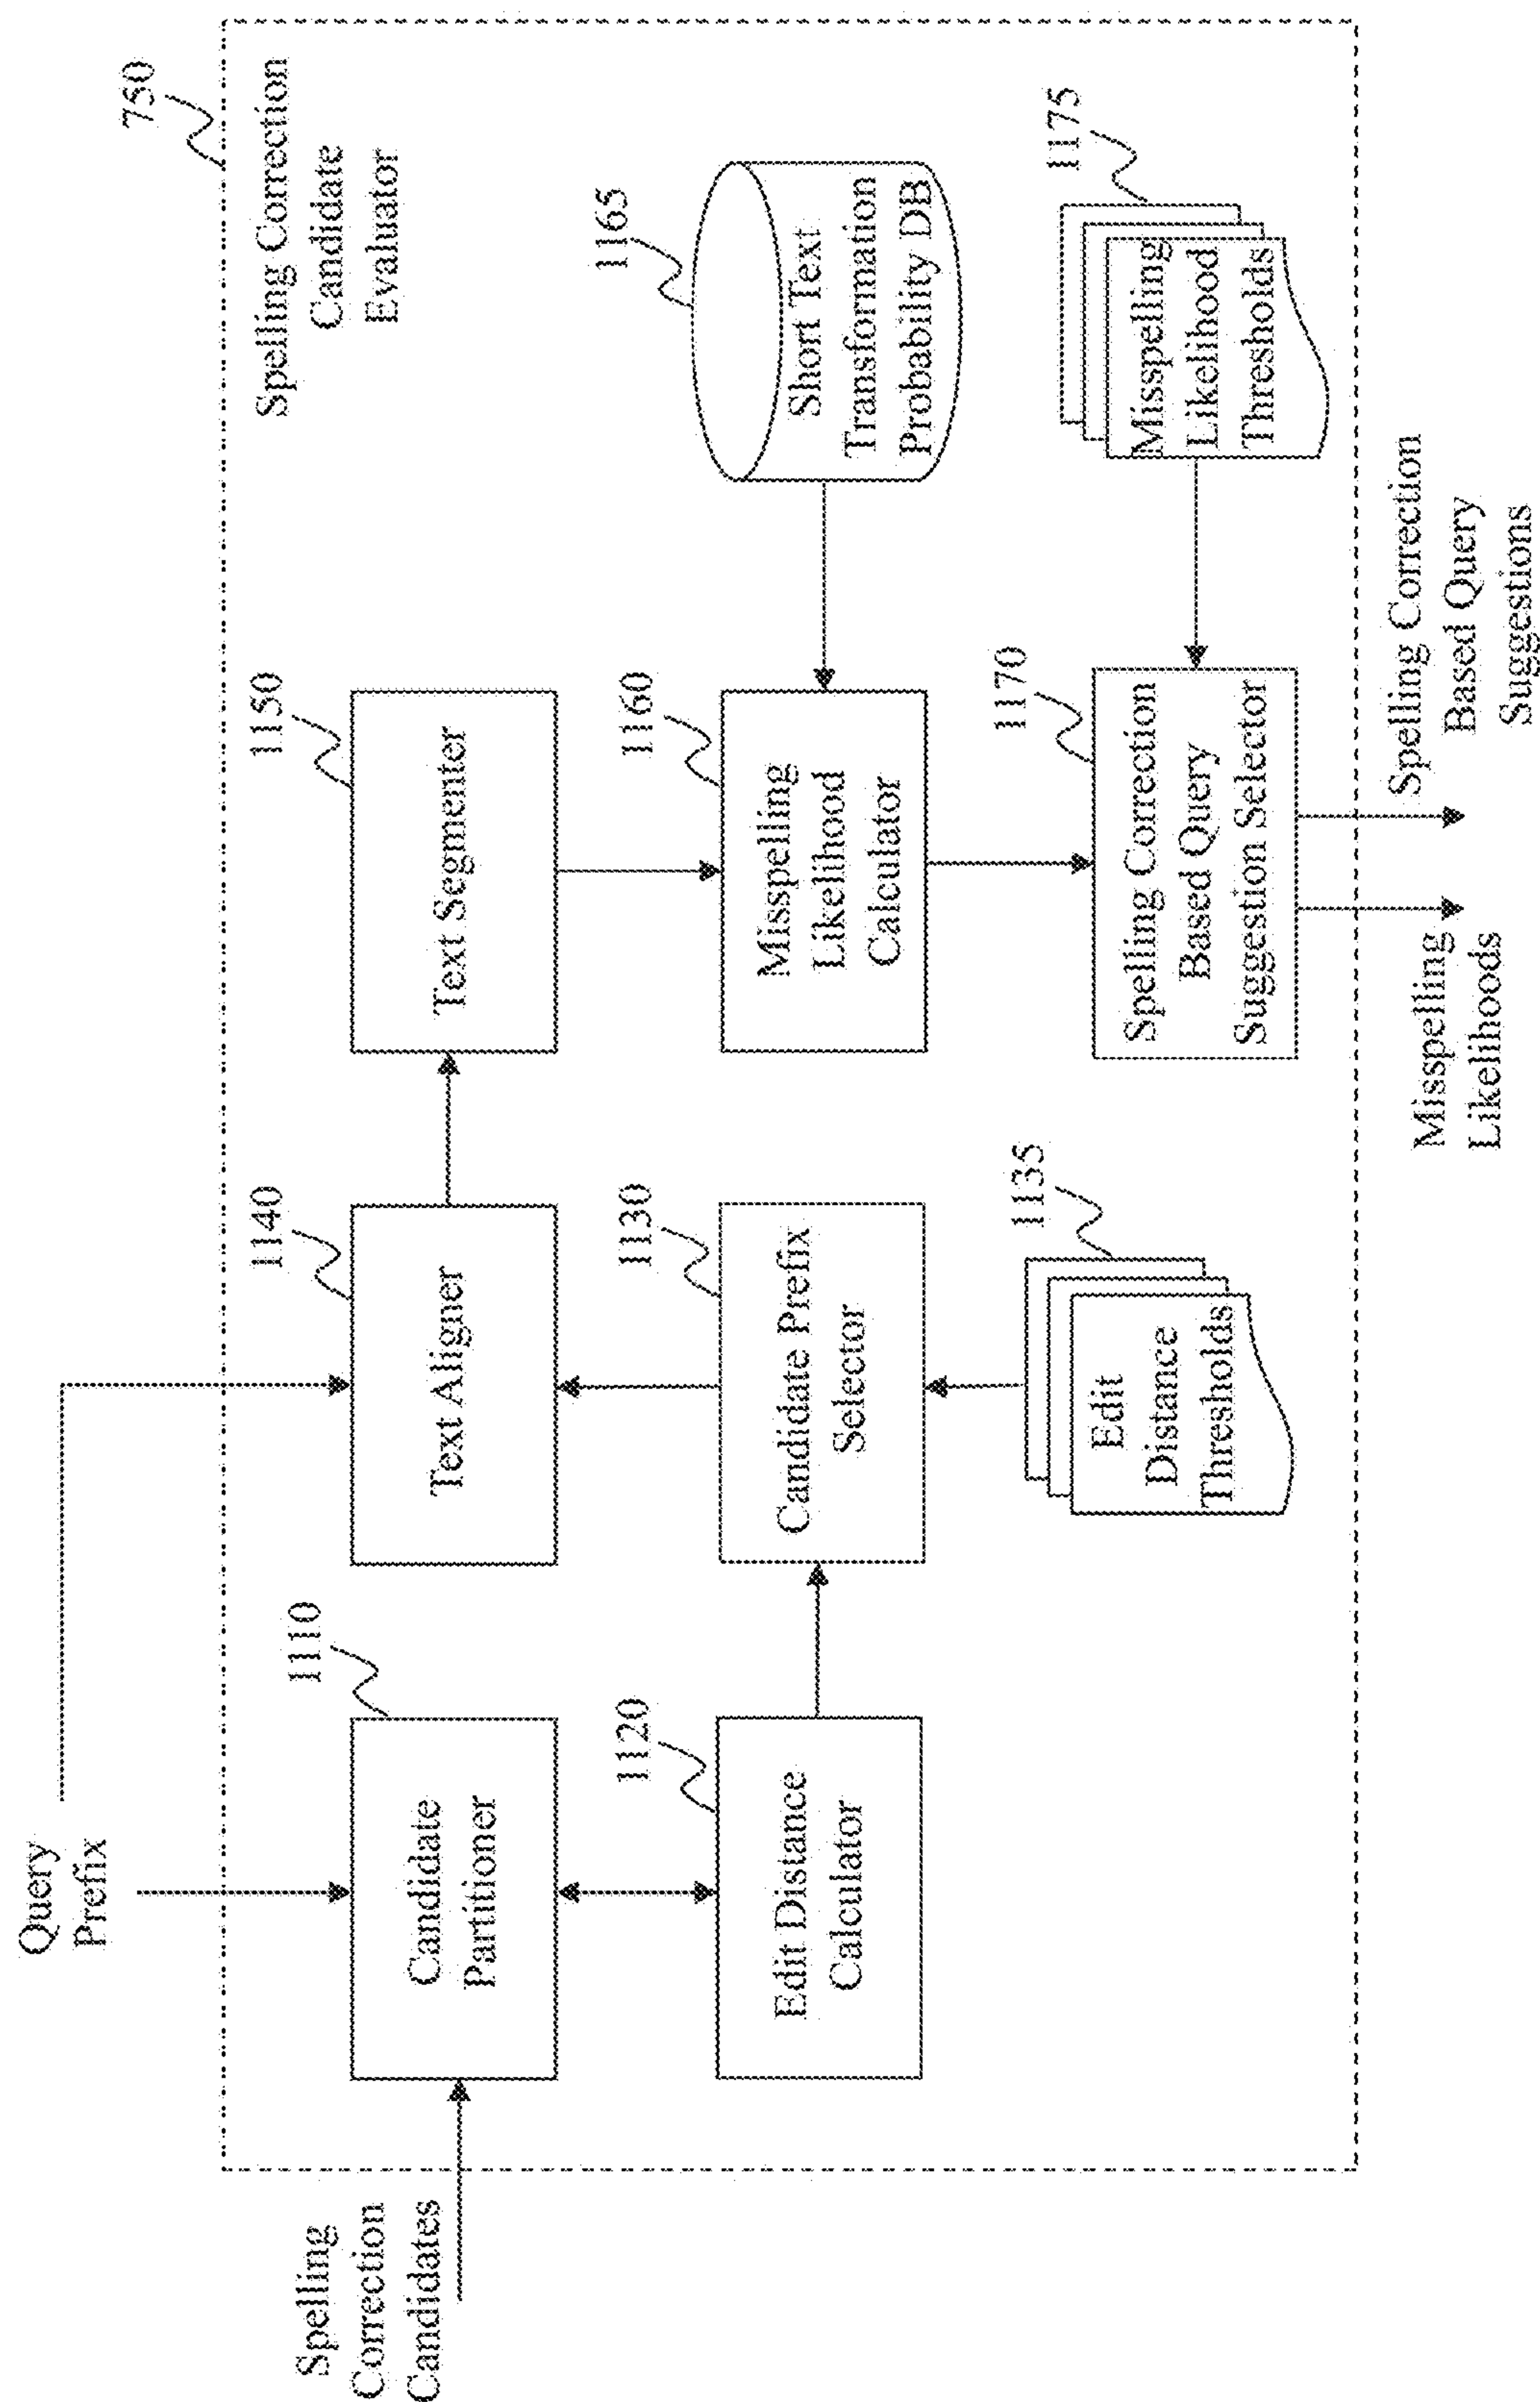 750
Spelling Correction
Candidate
Evaluator
Query
Prefix
Spelling
Correction
Candidates
1110
Candidate
Partitioner
1140
Text Aligner
1150
Text Segmenter
1120
Edit Distance
Calculator
1130
Candidate Prefix
Selector
1160
Misspelling
Likelihood
Calculator
1165
Short Text
Transformation
Probability DB
1135
Edit
Distance
Thresholds
1170
Spelling Correction
Based Query
Suggestion Selector
1175
Misspelling
Likelihood
Thresholds
Misspelling
Likelihoods
Spelling Correction
Based Query
Suggestions